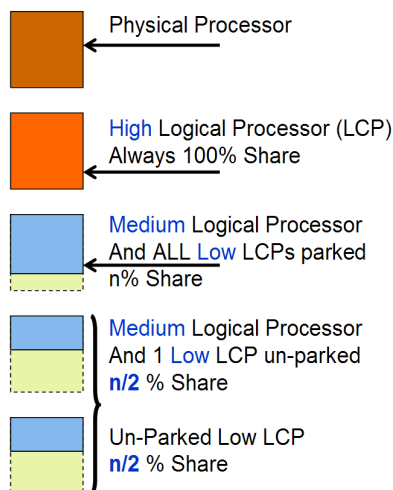 Physical Processor
High Logical Processor (LCP)
Always 100% Share
Medium Logical Processor
And ALL Low LCPs parked
n% Share
Medium Logical Processor
And 1 Low LCP un-parked
n/2 % Share
Un-Parked Low LCP
n/2 % Share